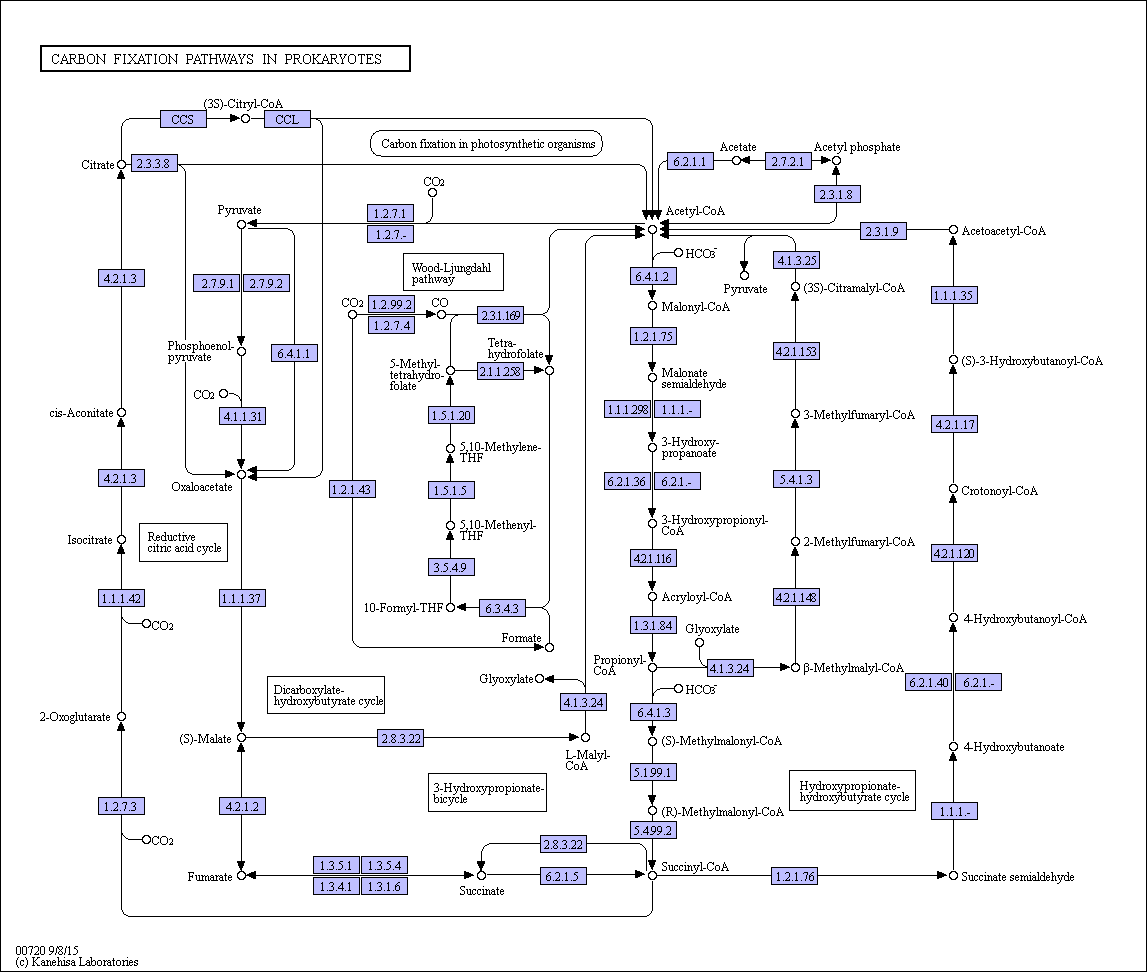 CARBON FIXATION PATHWAYS IN PROKARYOTES
(3S)-Citryl-CoA
CCS
CCL
Carbon fixation in photosynthetic organisms
Citrate
2.3.3.8
6.2.1.1
Acetate
2.7.2.1
Acetyl phosphate
2.3.1.8
CO2
Pyruvate
1.2.7.1
1.2.7.-
Acetyl-CoA
2.3.1.9
Acetoacetyl-CoA
HCO3-
4.1.3.25
Wood-Ljungdahl
pathway
4.2.1.3
2.7.9.1
2.7.9.2
6.4.1.2
Pyruvate
(3S)-Citramalyl-CoA
1.1.1.35
CO2
1.2.99.2
1.2.7.4
CO
2.3.1.169
Malonyl-CoA
1.2.1.75
Phosphoenol-
pyruvate
6.4.1.1
Tetra-
hydrofolate
4.2.1.153
(S)-3-Hydroxybutanoyl-CoA
5-Methyl-
tetrahydro-
folate
2.1.1.258
Malonate
semialdehyde
CO2
cis-Aconitate
4.1.1.31
1.5.1.20
1.1.1.298
1.1.1.-
3-Methylfumaryl-CoA
4.2.1.17
5,10-Methylene-
THF
3-Hydroxy-
propanoate
4.2.1.3
Oxaloacetate
1.2.1.43
1.5.1.5
6.2.1.36
6.2.1.-
5.4.1.3
Crotonoyl-CoA
5,10-Methenyl-
THF
3-Hydroxypropionyl-
CoA
Isocitrate
Reductive
citric acid cycle
2-Methylfumaryl-CoA
4.2.1.120
3.5.4.9
4.2.1.116
1.1.1.42
1.1.1.37
Acryloyl-CoA
4.2.1.148
10-Formyl-THF
6.3.4.3
CO2
1.3.1.84
Glyoxylate
4-Hydroxybutanoyl-CoA
Formate
Propionyl-
CoA
4.1.3.24
β-Methylmalyl-CoA
Glyoxylate
HCO3-
6.2.1.40
6.2.1.-
Dicarboxylate-
hydroxybutyrate cycle
4.1.3.24
6.4.1.3
2-Oxoglutarate
(S)-Malate
2.8.3.22
L-Malyl-
CoA
(S)-Methylmalonyl-CoA
4-Hydroxybutanoate
3-Hydroxypropionate-
bicycle
5.1.99.1
Hydroxypropionate-
hydroxybutyrate cycle
1.2.7.3
4.2.1.2
(R)-Methylmalonyl-CoA
1.1.1.-
5.4.99.2
CO2
2.8.3.22
1.3.5.1
1.3.5.4
Fumarate
1.3.4.1
1.3.1.6
Succinate
6.2.1.5
Succinyl-CoA
1.2.1.76
Succinate semialdehyde
00720 9/8/15
(c) Kanehisa Laboratories